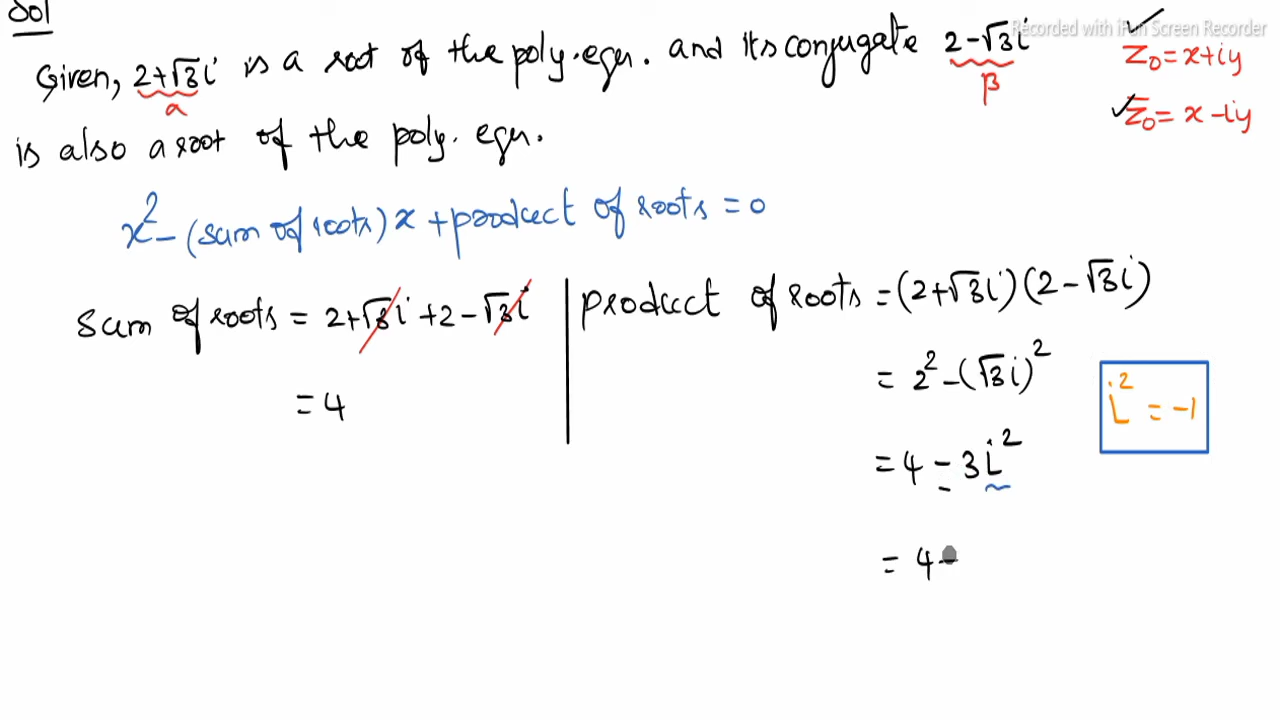 Sol
Given, 2+√3i is a root of the poly.eqn. and its conjugate 2-√3i
α
β
is also a root of the poly. eqn.
Recorded with iFun Screen Recorder
Z₀=x+iy
Z̅₀=x-iy
x²-(sum of roots)x+product of roots=0
sum of roots = 2+√3i+2-√3i
=4
product of roots =(2+√3i)(2-√3i)
= 2²-(√3i)²
=4-3i²
= 4-
i²=-1